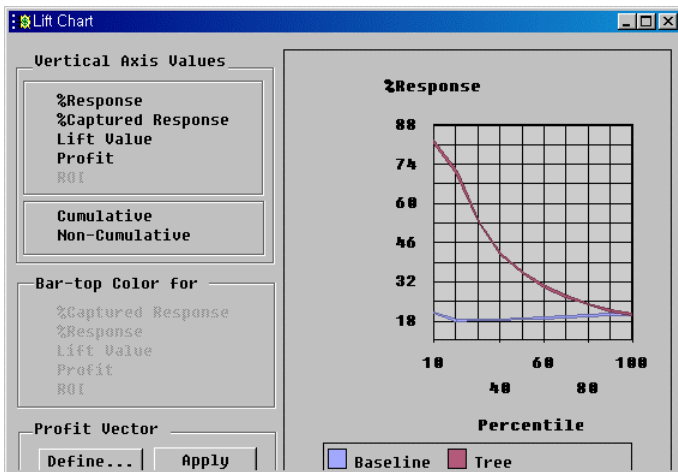 Lift Chart
Vertical Axis Values
%Response
%Captured Response
Lift Value
Profit
ROI
Cumulative
Non-Cumulative
Bar-top Color for
%Captured Response
%Response
Lift Value
Profit
ROI
Profit Vector
Define...
Apply
%Response
88
74
60
46
32
18
10
60
100
40
80
Percentile
Baseline
Tree